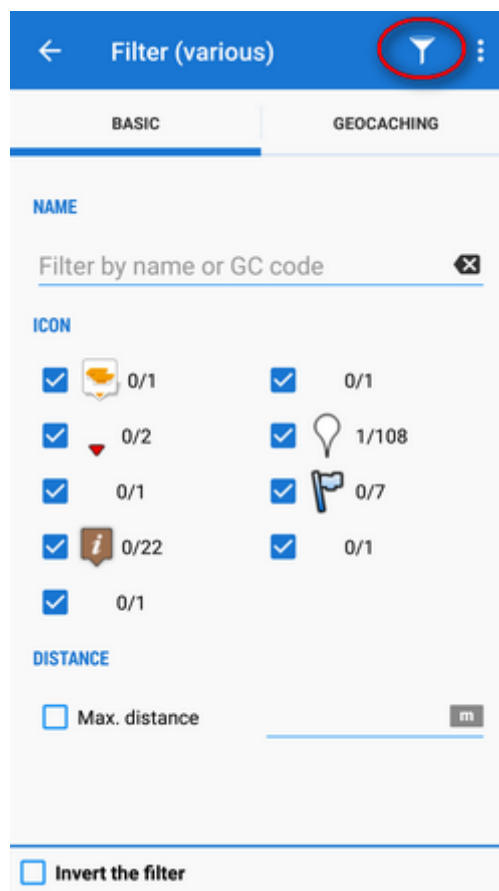 Filter (various)
BASIC GEOCACHING
NAME
Filter by name or GC code
ICON
0/1 0/1
0/2 1/108
0/1 0/7
i 0/22 0/1
0/1
DISTANCE
Max. distance m
Invert the filter